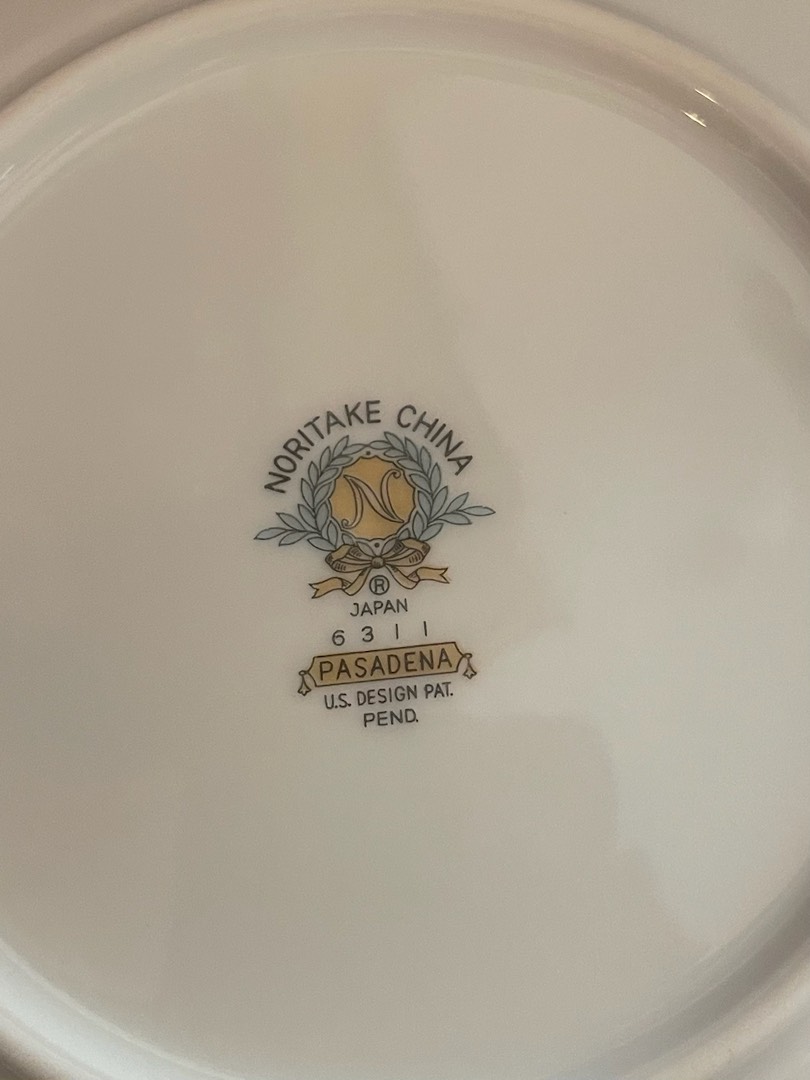 NORITAKE CHINA
N
®
JAPAN
6311
PASADENA
U.S. DESIGN PAT.
PEND.